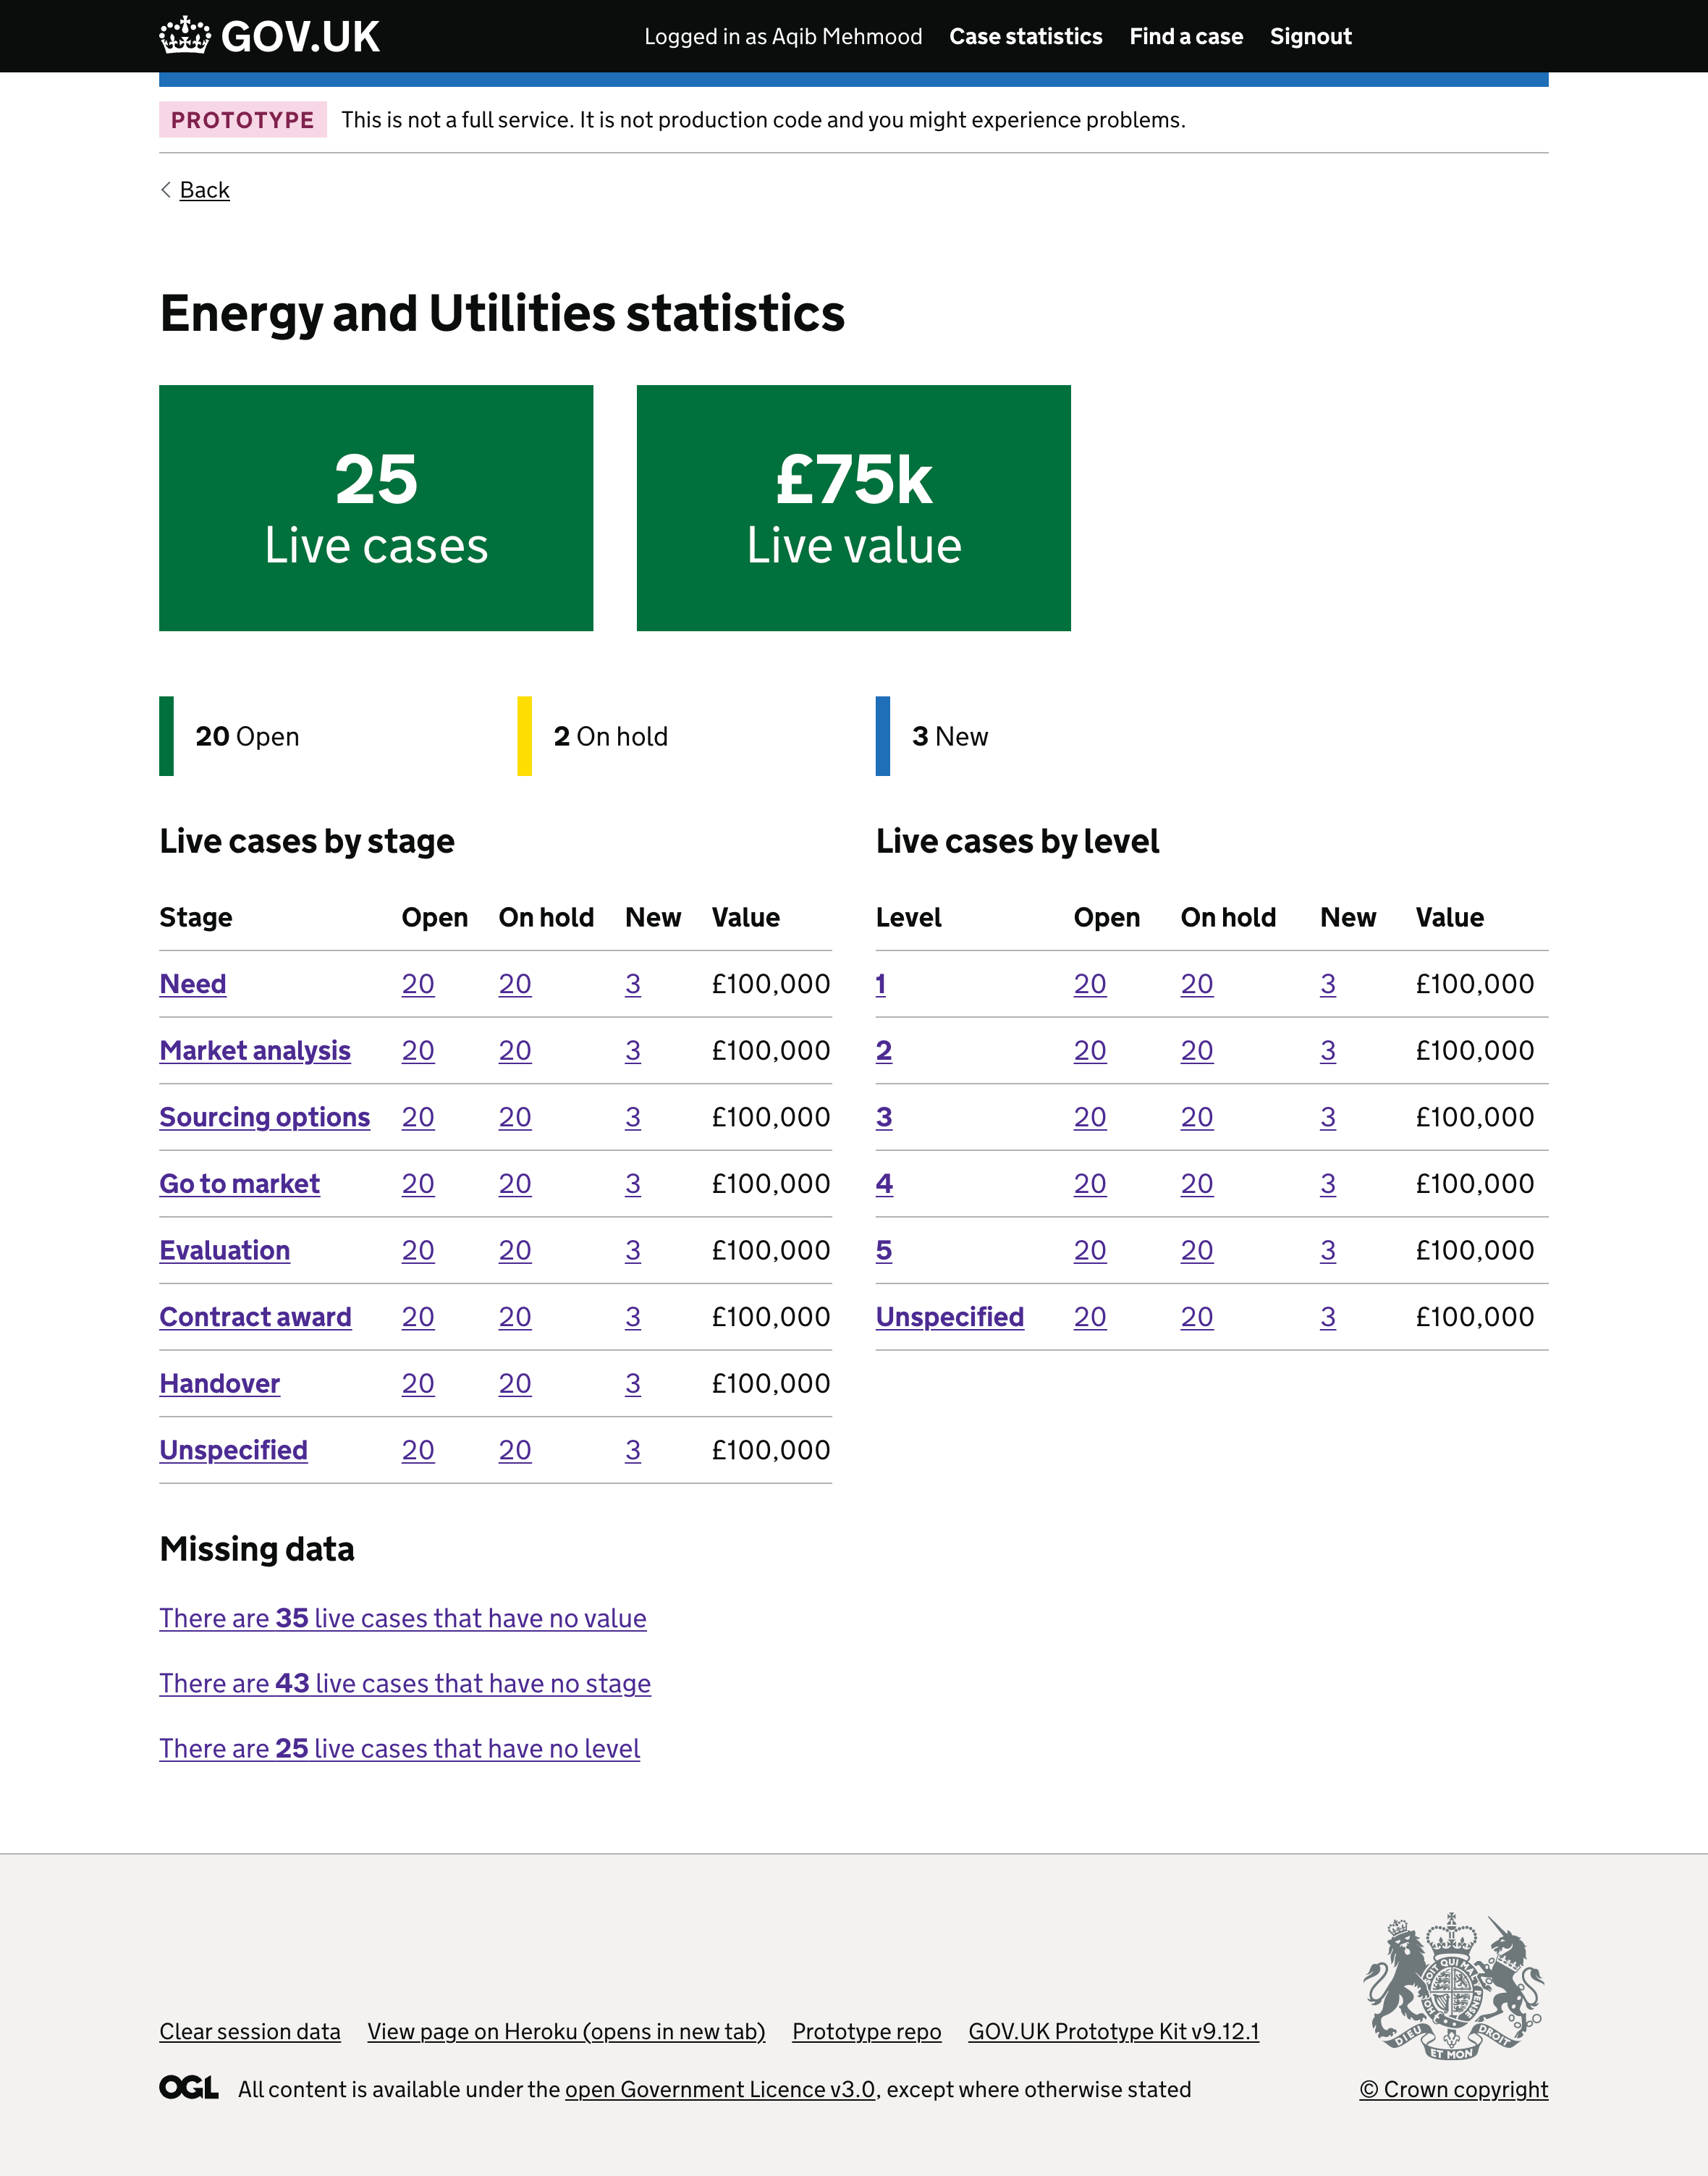 GOV.UK
Logged in as Aqib Mehmood Case statistics Find a case Signout
PROTOTYPE This is not a full service. It is not production code and you might experience problems.
Back
Energy and Utilities statistics
25
Live cases
£75k
Live value
20 Open
2 On hold
3 New
Live cases by stage
Stage Open On hold New Value
Need 20 20 3 £100,000
Market analysis 20 20 3 £100,000
Sourcing options 20 20 3 £100,000
Go to market 20 20 3 £100,000
Evaluation 20 20 3 £100,000
Contract award 20 20 3 £100,000
Handover 20 20 3 £100,000
Unspecified 20 20 3 £100,000
Live cases by level
Level Open On hold New Value
1 20 20 3 £100,000
2 20 20 3 £100,000
3 20 20 3 £100,000
4 20 20 3 £100,000
5 20 20 3 £100,000
Unspecified 20 20 3 £100,000
Missing data
There are 35 live cases that have no value
There are 43 live cases that have no stage
There are 25 live cases that have no level
Clear session data View page on Heroku (opens in new tab) Prototype repo GOV.UK Prototype Kit v9.12.1
OGL All content is available under the open Government Licence v3.0, except where otherwise stated
DIEU ET MON DROIT
© Crown copyright